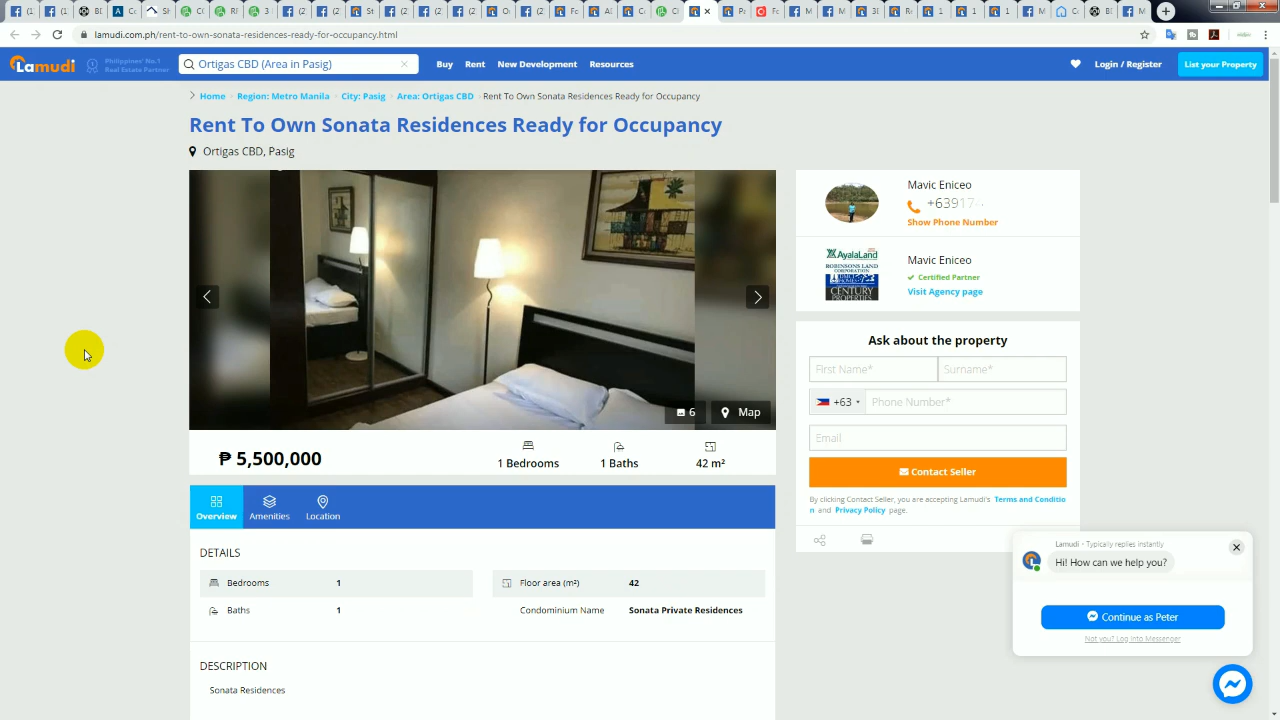 lamudi.com.ph/rent-to-own-sonata-residences-ready-for-occupancy.html
Lamudi
Philippines' No.1
Real Estate Partner
Ortigas CBD (Area in Pasig)
Buy
Rent
New Development
Resources
Login / Register
List your Property
Home
Region: Metro Manila
City: Pasig
Area: Ortigas CBD
Rent To Own Sonata Residences Ready for Occupancy
Rent To Own Sonata Residences Ready for Occupancy
Ortigas CBD, Pasig
6
Map
₱ 5,500,000
1 Bedrooms
1 Baths
42 m²
Overview
Amenities
Location
DETAILS
Bedrooms 1
Floor area (m²) 42
Baths 1
Condominium Name Sonata Private Residences
DESCRIPTION
Sonata Residences
Mavic Eniceo
+63917
Show Phone Number
AyalaLand
ROBINSONS LAND
CORPORATION
CENTURY
PROPERTIES
Mavic Eniceo
Certified Partner
Visit Agency page
Ask about the property
First Name*
Surname*
+63
Phone Number*
Email
Contact Seller
By clicking Contact Seller, you are accepting Lamudi's Terms and Conditio
n and Privacy Policy page.
Lamudi • Typically replies instantly
Hi! How can we help you?
Continue as Peter
Not you? Log into Messenger